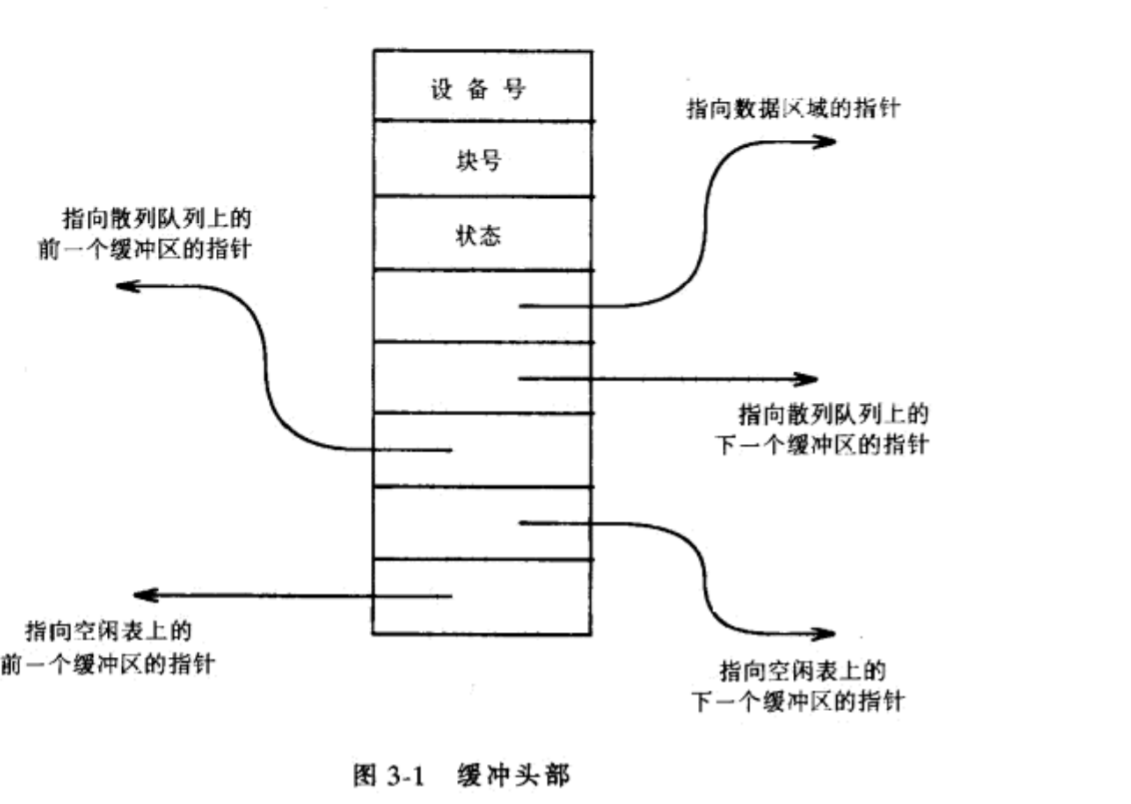 设备号
指向数据区域的指针
块号
指向散列队列上的
前一个缓冲区的指针
状态
指向散列队列上的
下一个缓冲区的指针
指向空闲表上的
前一个缓冲区的指针
指向空闲表上的
下一个缓冲区的指针
图 3-1 缓冲头部